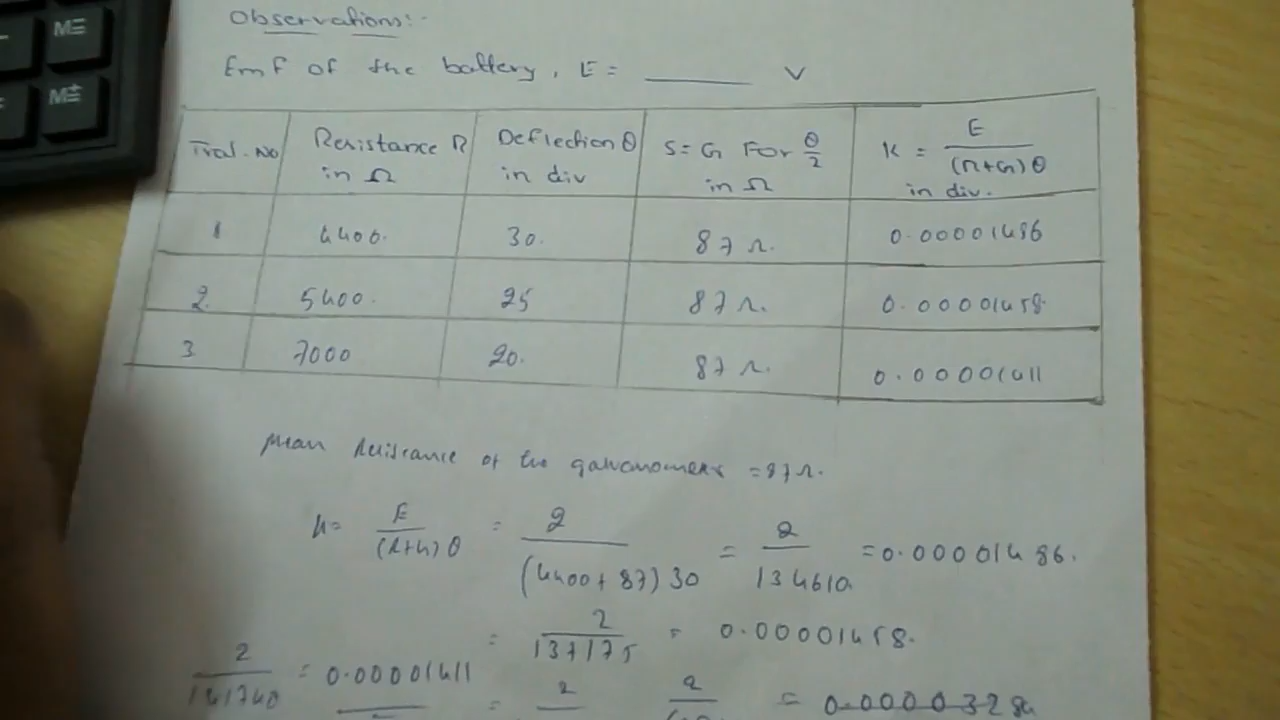 M=
M±
Observations:-
Emf of the battery, E = _____ V
Trial. No | Resistance R in Ω | Deflection θ in div | S = G For θ/2 in Ω | K = E/(R+G)θ in div.
1 | 4400. | 30. | 87 Ω. | 0.00001486
2. | 5400. | 25 | 87 Ω. | 0.00001458
3 | 7000 | 20. | 87 Ω. | 0.00001411
Mean Resistance of the galvanometer = 87 Ω.
K = E/(R+G)θ = 2/(4400+87)30 = 2/134610 = 0.00001486.
= 2/137175 = 0.00001458.
2/141740 = 0.00001411
= 2 2 = 0.0000328